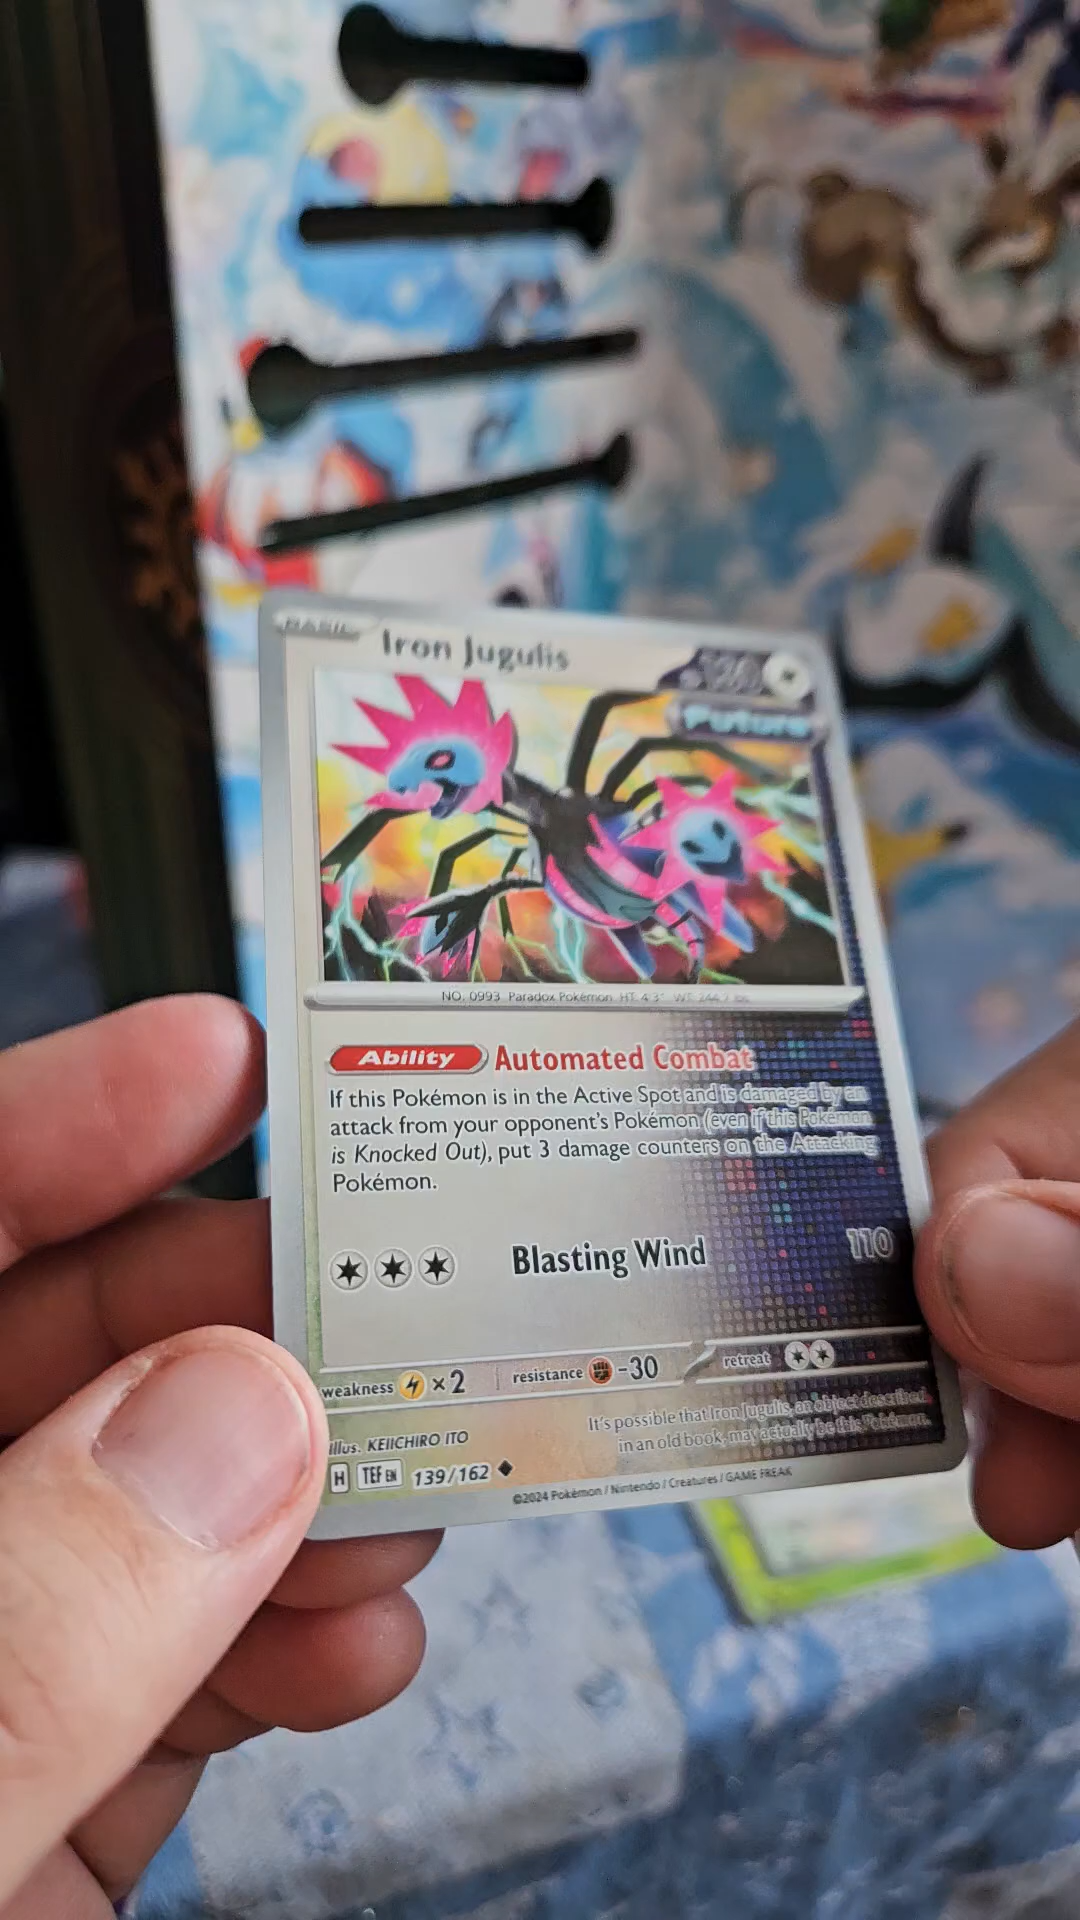 BASIC
Iron Jugulis
Future
NO. 0993 Paradox Pokémon HT: 4'3" WT: 244.7 lbs
Ability Automated Combat
If this Pokémon is in the Active Spot and is damaged by an
attack from your opponent's Pokémon (even if this Pokémon
is Knocked Out), put 3 damage counters on the Attacking
Pokémon.
Blasting Wind 110
weakness ×2 resistance -30 retreat
It's possible that Iron Jugulis, an object described
in an old book, may actually be this Pokémon.
Illus. KEIICHIRO ITO
H TEF EN 139/162
©2024 Pokémon / Nintendo / Creatures / GAME FREAK